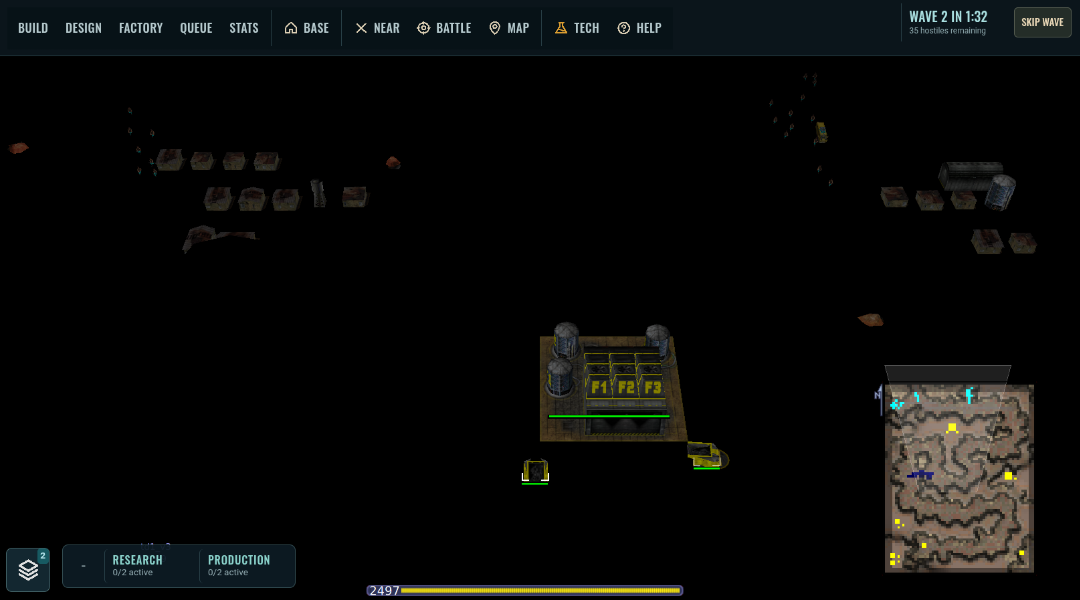 BUILD DESIGN FACTORY QUEUE STATS BASE NEAR BATTLE MAP TECH HELP
WAVE 2 IN 1:32
35 hostiles remaining
SKIP WAVE
F1 F2 F3
N
2
-
RESEARCH
0/2 active
PRODUCTION
0/2 active
2497